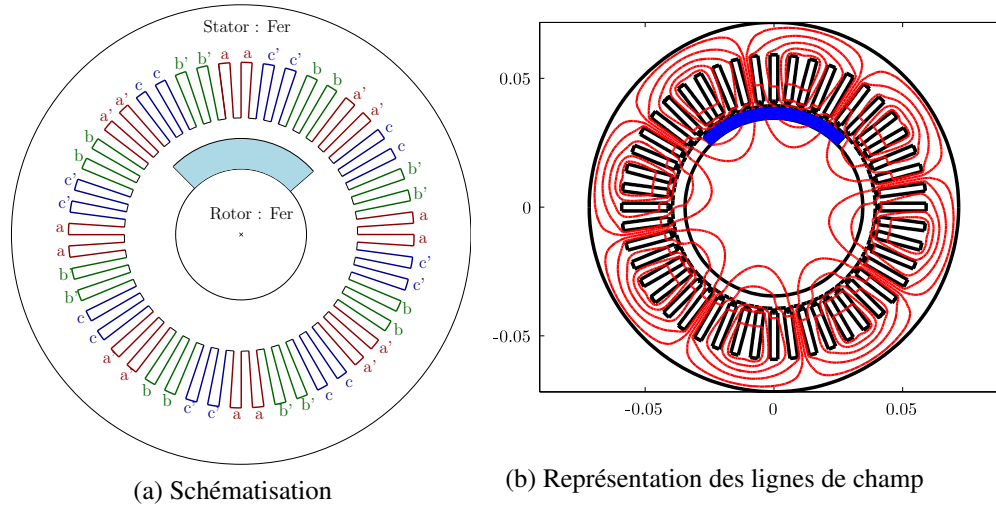 Stator : Fer
Rotor : Fer
a
a
c'
c'
b
b
a'
a'
c
c
b'
b'
a
a
c'
c'
b
b
a'
a'
c
c
b'
b'
a
a
c'
c'
b
b
a'
a'
c
c
b'
b'
a
a
c'
c'
b
b
a'
a'
c
c
b'
b'
(a) Schématisation
0.05
0
-0.05
-0.05
0
0.05
(b) Représentation des lignes de champ